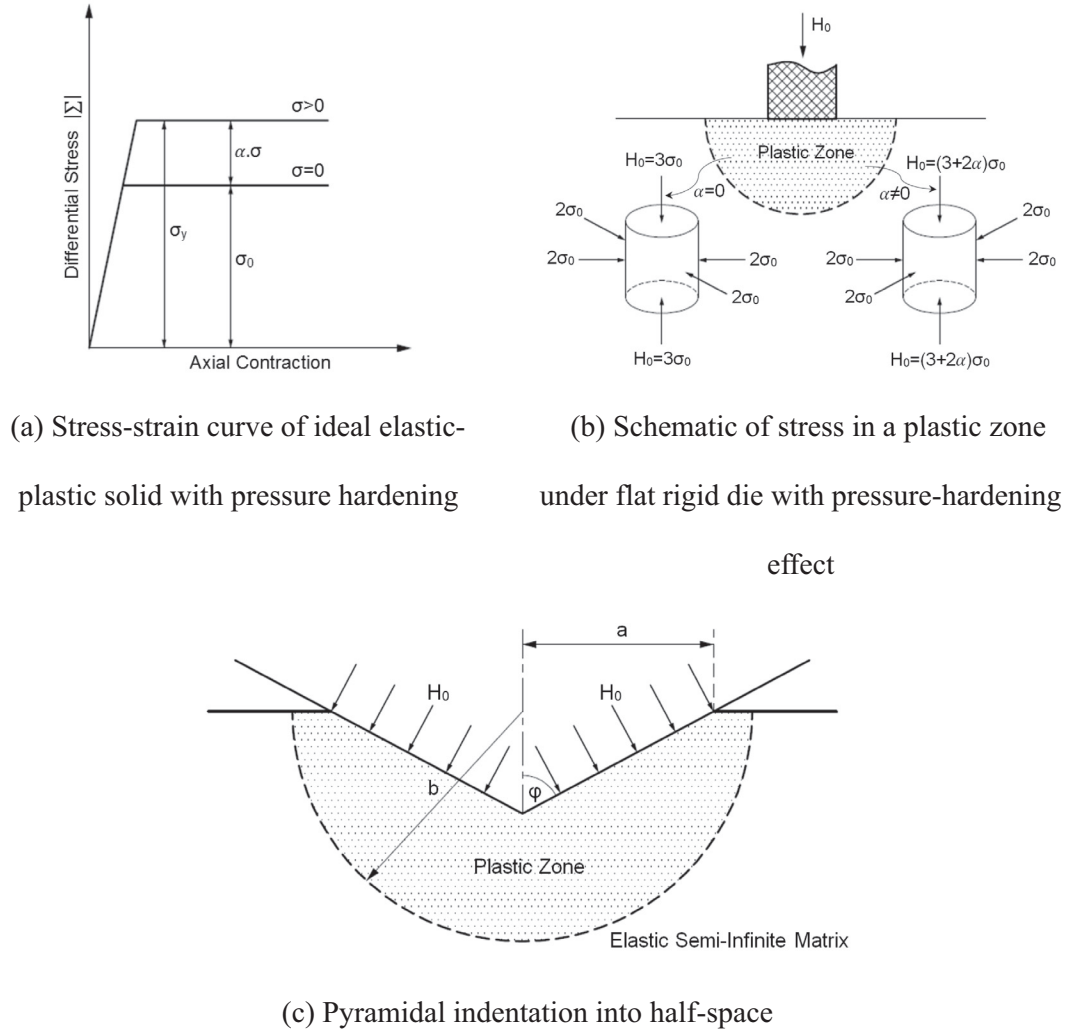 Differential Stress |Σ|
σ>0
α.σ
σ=0
σy
σ₀
Axial Contraction
(a) Stress-strain curve of ideal elastic-
plastic solid with pressure hardening
H₀
Plastic Zone
H₀=3σ₀
α=0
H₀=(3+2α)σ₀
α≠0
2σ₀
2σ₀
2σ₀
2σ₀
H₀=3σ₀
2σ₀
2σ₀
2σ₀
2σ₀
H₀=(3+2α)σ₀
(b) Schematic of stress in a plastic zone
under flat rigid die with pressure-hardening
effect
a
H₀
H₀
b
φ
Plastic Zone
Elastic Semi-Infinite Matrix
(c) Pyramidal indentation into half-space